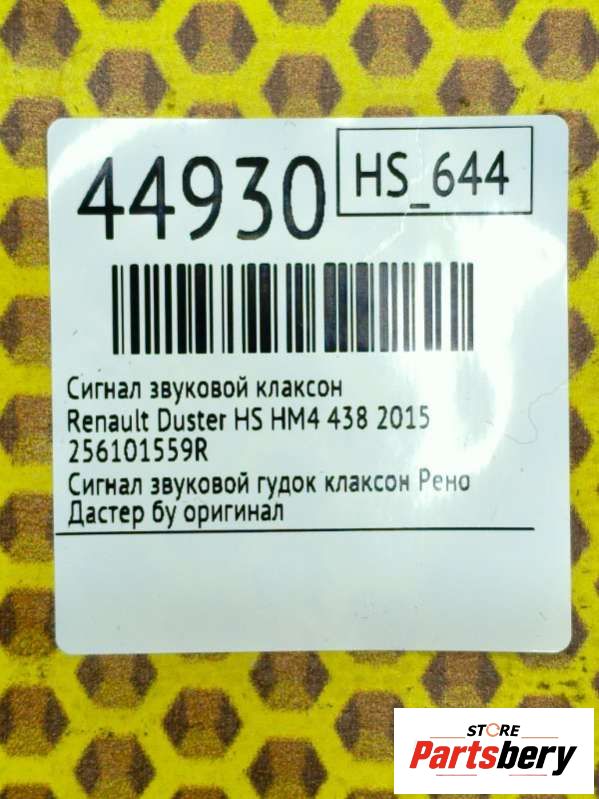 44930
HS_644
Сигнал звуковой клаксон
Renault Duster HS HM4 438 2015
256101559R
Сигнал звуковой гудок клаксон Рено
Дастер бу оригинал
STORE
Partsbery